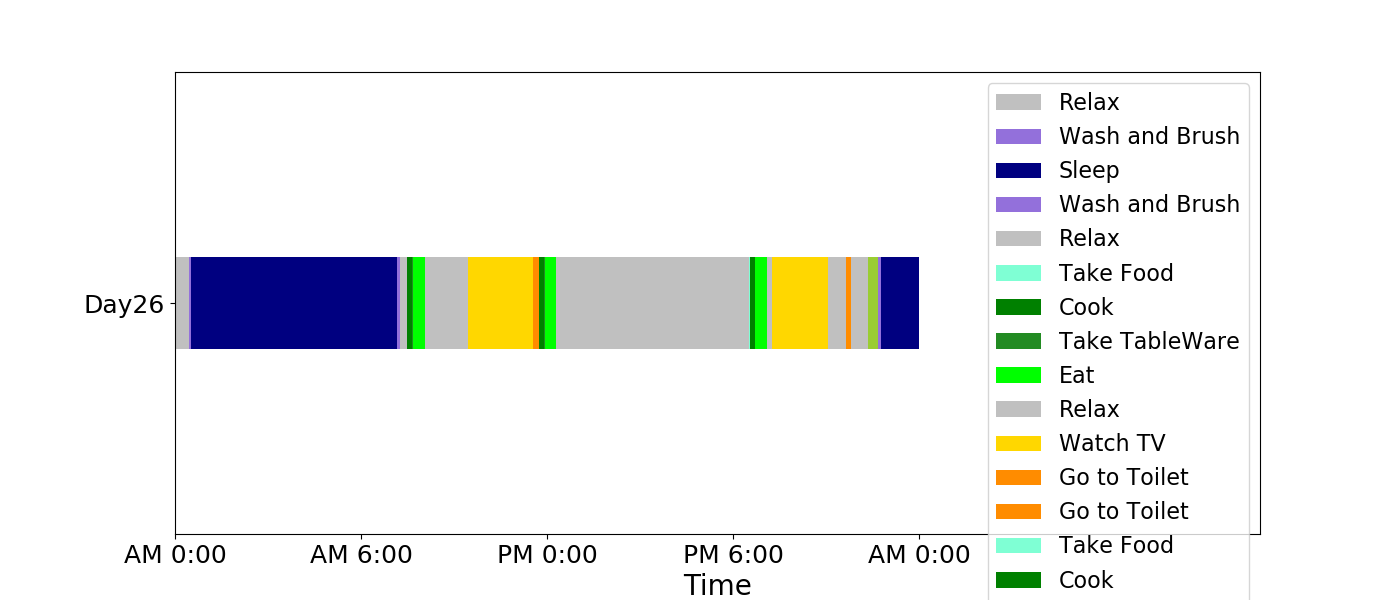 Relax
Wash and Brush
Sleep
Wash and Brush
Relax
Take Food
Cook
Take TableWare
Eat
Relax
Watch TV
Go to Toilet
Go to Toilet
Take Food
Cook
Day26
AM 0:00 AM 6:00 PM 0:00 PM 6:00 AM 0:00
Time